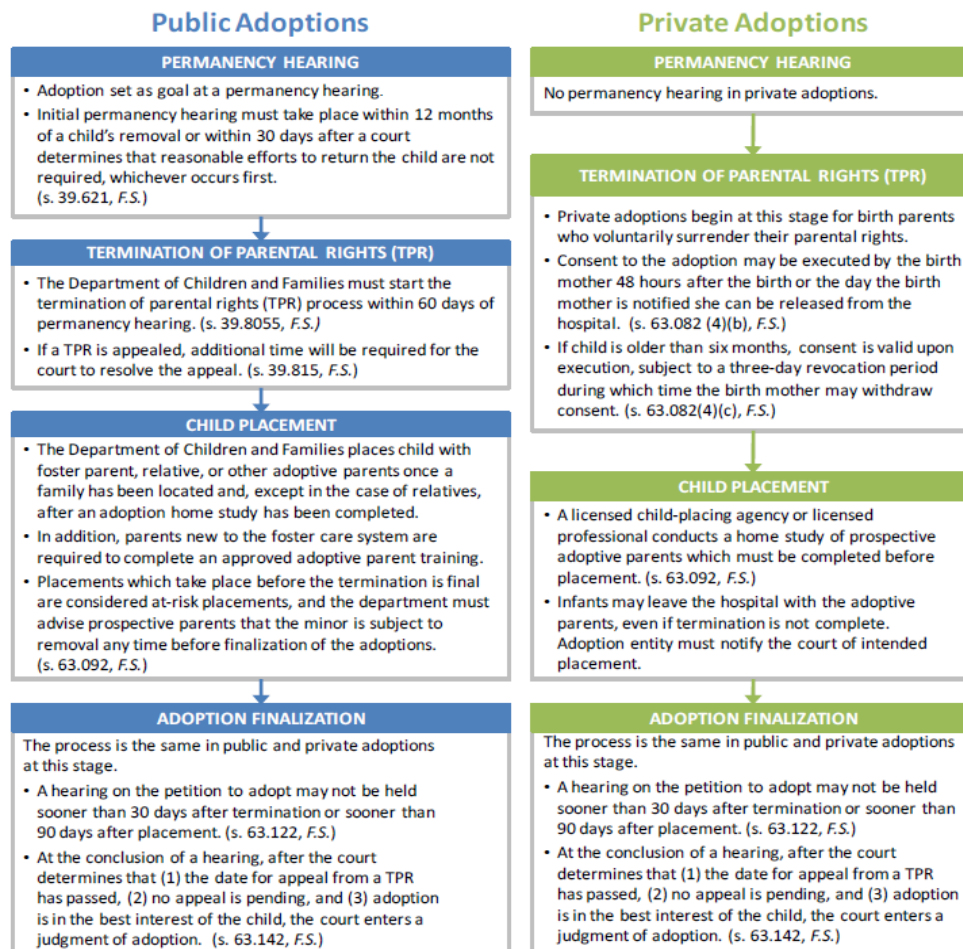 Public Adoptions
PERMANENCY HEARING
• Adoption set as goal at a permanency hearing.
• Initial permanency hearing must take place within 12 months
of a child's removal or within 30 days after a court
determines that reasonable efforts to return the child are not
required, whichever occurs first.
(s. 39.621, F.S.)
TERMINATION OF PARENTAL RIGHTS (TPR)
• The Department of Children and Families must start the
termination of parental rights (TPR) process within 60 days of
permanency hearing. (s. 39.8055, F.S.)
• If a TPR is appealed, additional time will be required for the
court to resolve the appeal. (s. 39.815, F.S.)
CHILD PLACEMENT
• The Department of Children and Families places child with
foster parent, relative, or other adoptive parents once a
family has been located and, except in the case of relatives,
after an adoption home study has been completed.
• In addition, parents new to the foster care system are
required to complete an approved adoptive parent training.
• Placements which take place before the termination is final
are considered at-risk placements, and the department must
advise prospective parents that the minor is subject to
removal any time before finalization of the adoptions.
(s. 63.092, F.S.)
ADOPTION FINALIZATION
The process is the same in public and private adoptions
at this stage.
• A hearing on the petition to adopt may not be held
sooner than 30 days after termination or sooner than
90 days after placement. (s. 63.122, F.S.)
• At the conclusion of a hearing, after the court
determines that (1) the date for appeal from a TPR
has passed, (2) no appeal is pending, and (3) adoption
is in the best interest of the child, the court enters a
judgment of adoption. (s. 63.142, F.S.)
Private Adoptions
PERMANENCY HEARING
No permanency hearing in private adoptions.
TERMINATION OF PARENTAL RIGHTS (TPR)
• Private adoptions begin at this stage for birth parents
who voluntarily surrender their parental rights.
• Consent to the adoption may be executed by the birth
mother 48 hours after the birth or the day the birth
mother is notified she can be released from the
hospital. (s. 63.082 (4)(b), F.S.)
• If child is older than six months, consent is valid upon
execution, subject to a three-day revocation period
during which time the birth mother may withdraw
consent. (s. 63.082(4)(c), F.S.)
CHILD PLACEMENT
• A licensed child-placing agency or licensed
professional conducts a home study of prospective
adoptive parents which must be completed before
placement. (s. 63.092, F.S.)
• Infants may leave the hospital with the adoptive
parents, even if termination is not complete.
Adoption entity must notify the court of intended
placement.
ADOPTION FINALIZATION
The process is the same in public and private adoptions
at this stage.
• A hearing on the petition to adopt may not be held
sooner than 30 days after termination or sooner than
90 days after placement. (s. 63.122, F.S.)
• At the conclusion of a hearing, after the court
determines that (1) the date for appeal from a TPR
has passed, (2) no appeal is pending, and (3) adoption
is in the best interest of the child, the court enters a
judgment of adoption. (s. 63.142, F.S.)